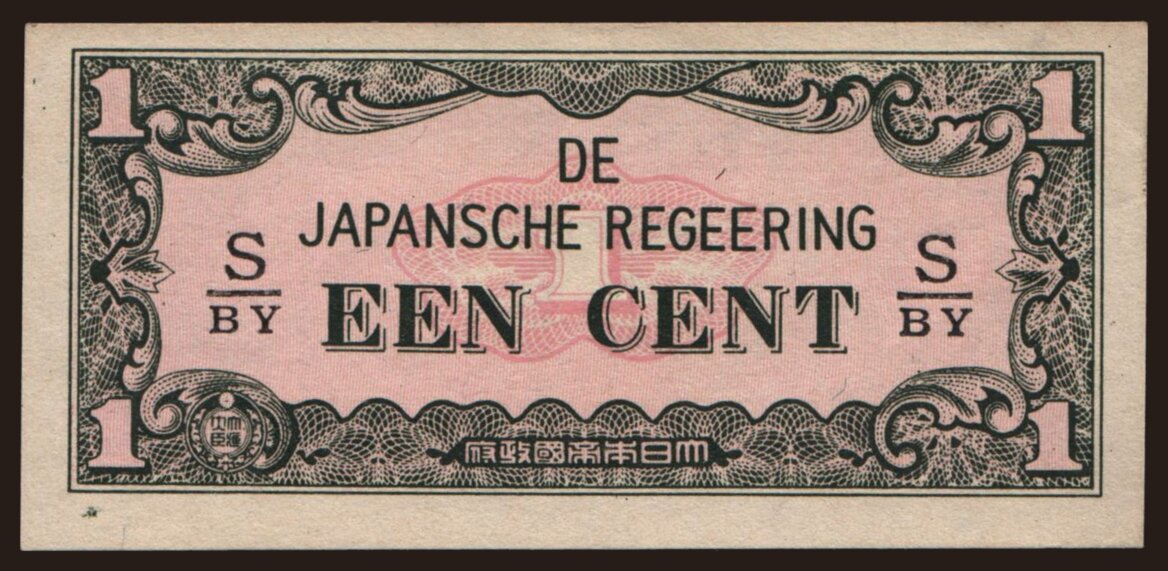 1 1
DE
JAPANSCHE REGEERING
S/BY S/BY
EEN CENT
1 1
府政國帝本日大